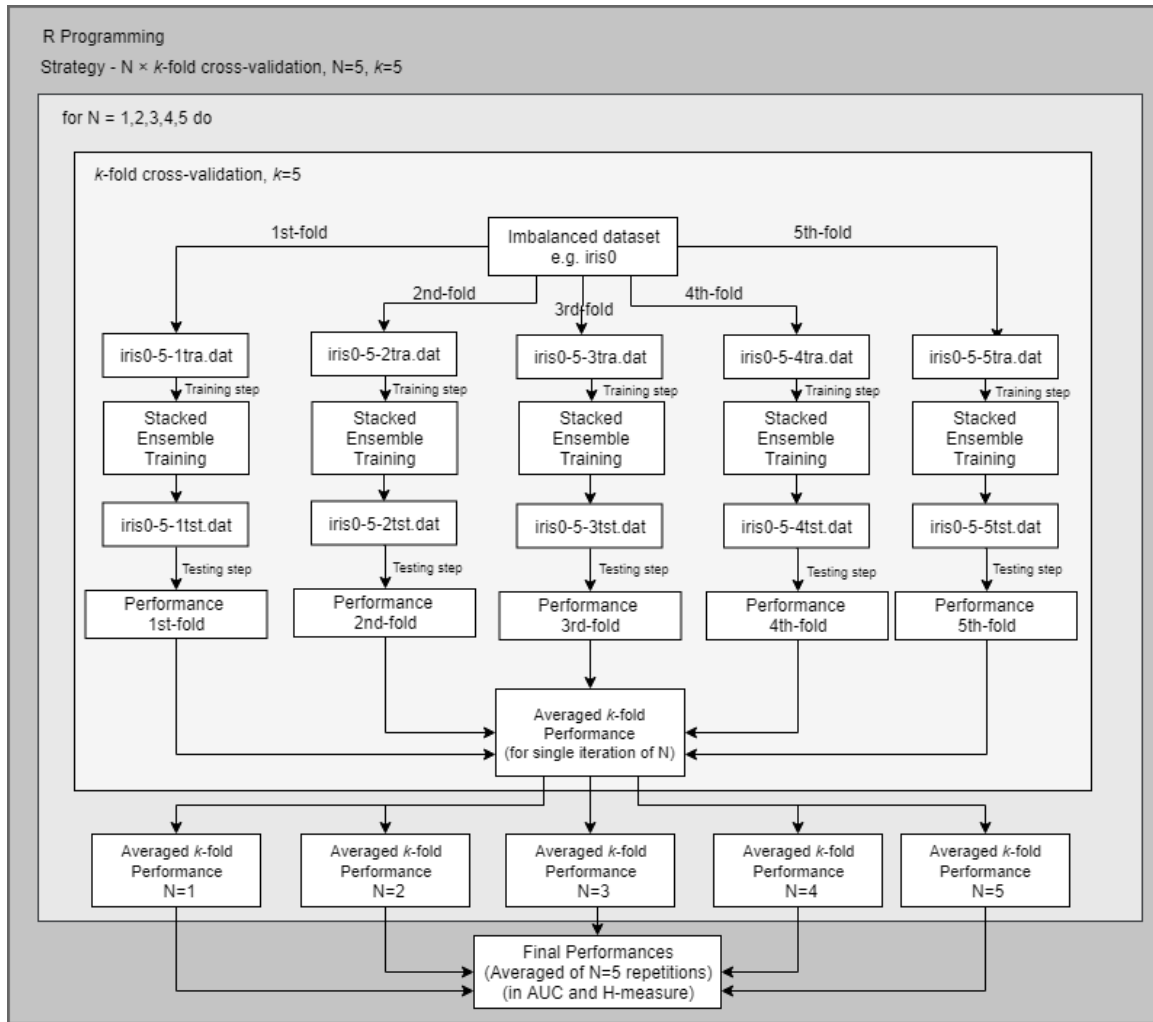 R Programming
Strategy - N × k-fold cross-validation, N=5, k=5
for N = 1,2,3,4,5 do
k-fold cross-validation, k=5
1st-fold
Imbalanced dataset
e.g. iris0
5th-fold
2nd-fold
3rd-fold
4th-fold
iris0-5-1tra.dat
iris0-5-2tra.dat
iris0-5-3tra.dat
iris0-5-4tra.dat
iris0-5-5tra.dat
Training step
Training step
Training step
Training step
Training step
Stacked
Ensemble
Training
Stacked
Ensemble
Training
Stacked
Ensemble
Training
Stacked
Ensemble
Training
Stacked
Ensemble
Training
iris0-5-1tst.dat
iris0-5-2tst.dat
iris0-5-3tst.dat
iris0-5-4tst.dat
iris0-5-5tst.dat
Testing step
Testing step
Testing step
Testing step
Testing step
Performance
1st-fold
Performance
2nd-fold
Performance
3rd-fold
Performance
4th-fold
Performance
5th-fold
Averaged k-fold
Performance
(for single iteration of N)
Averaged k-fold
Performance
N=1
Averaged k-fold
Performance
N=2
Averaged k-fold
Performance
N=3
Averaged k-fold
Performance
N=4
Averaged k-fold
Performance
N=5
Final Performances
(Averaged of N=5 repetitions)
(in AUC and H-measure)